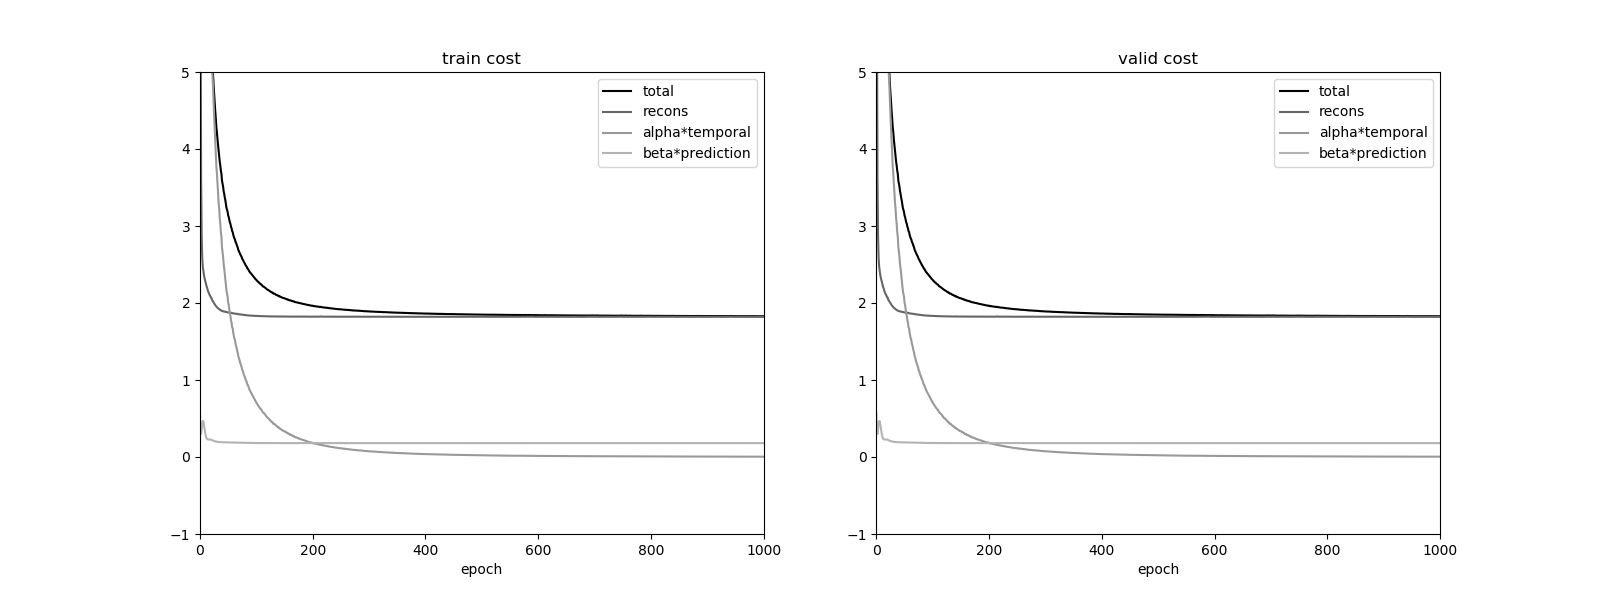 train cost
5
4
3
2
1
0
−1
0 200 400 600 800 1000
epoch
total
recons
alpha*temporal
beta*prediction
valid cost
5
4
3
2
1
0
−1
0 200 400 600 800 1000
epoch
total
recons
alpha*temporal
beta*prediction